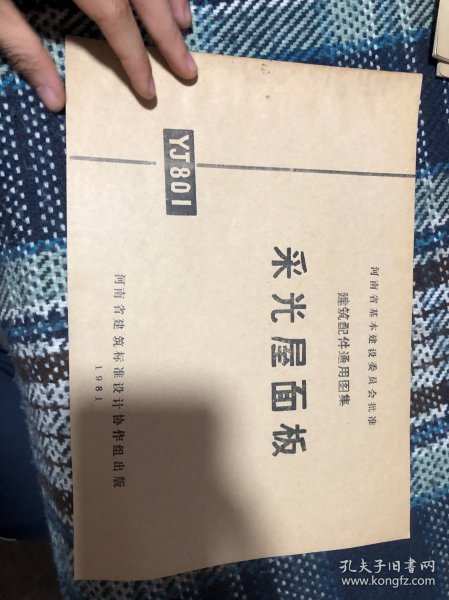 河南省基本建设委员会批准
建筑配件通用图集
采光屋面板
YJ801
河南省建筑标准设计协作组出版
1981
孔夫子旧书网
www.kongfz.com